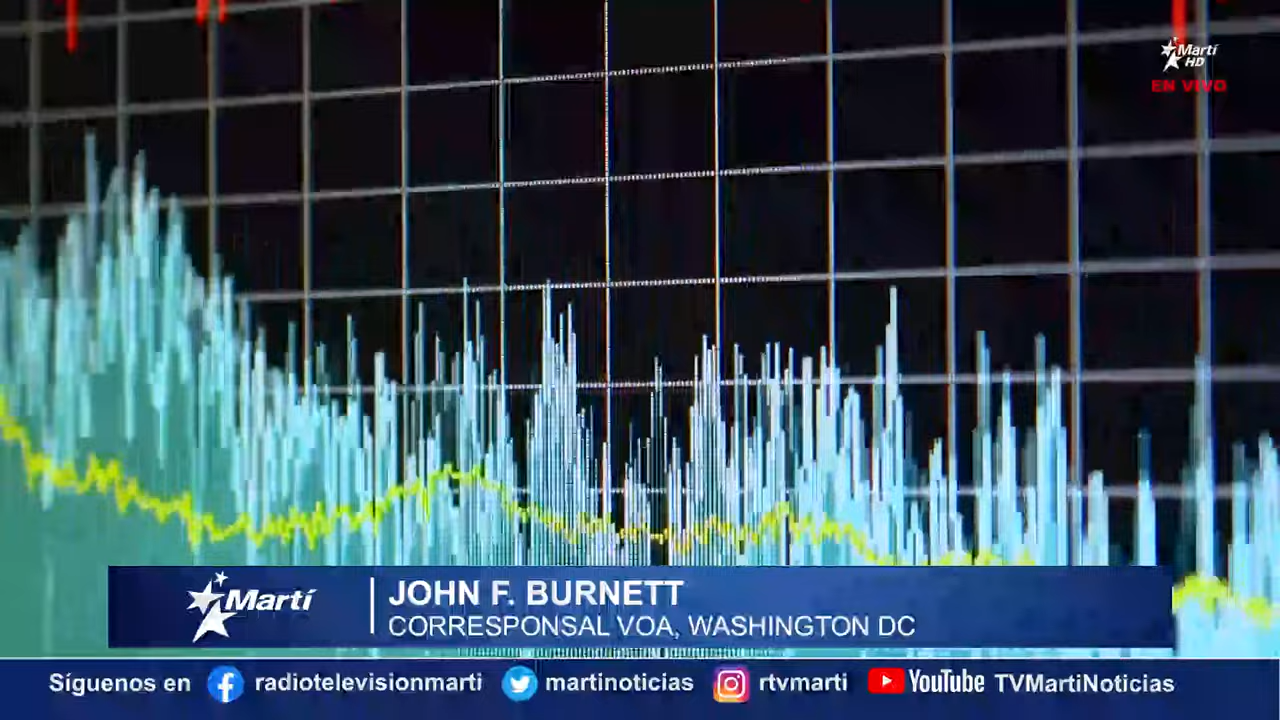 Martí
HD
EN VIVO
Martí
JOHN F. BURNETT
CORRESPONSAL VOA, WASHINGTON DC
Síguenos en radiotelevisionmarti martinoticias rtvmarti YouTube TVMartiNoticias